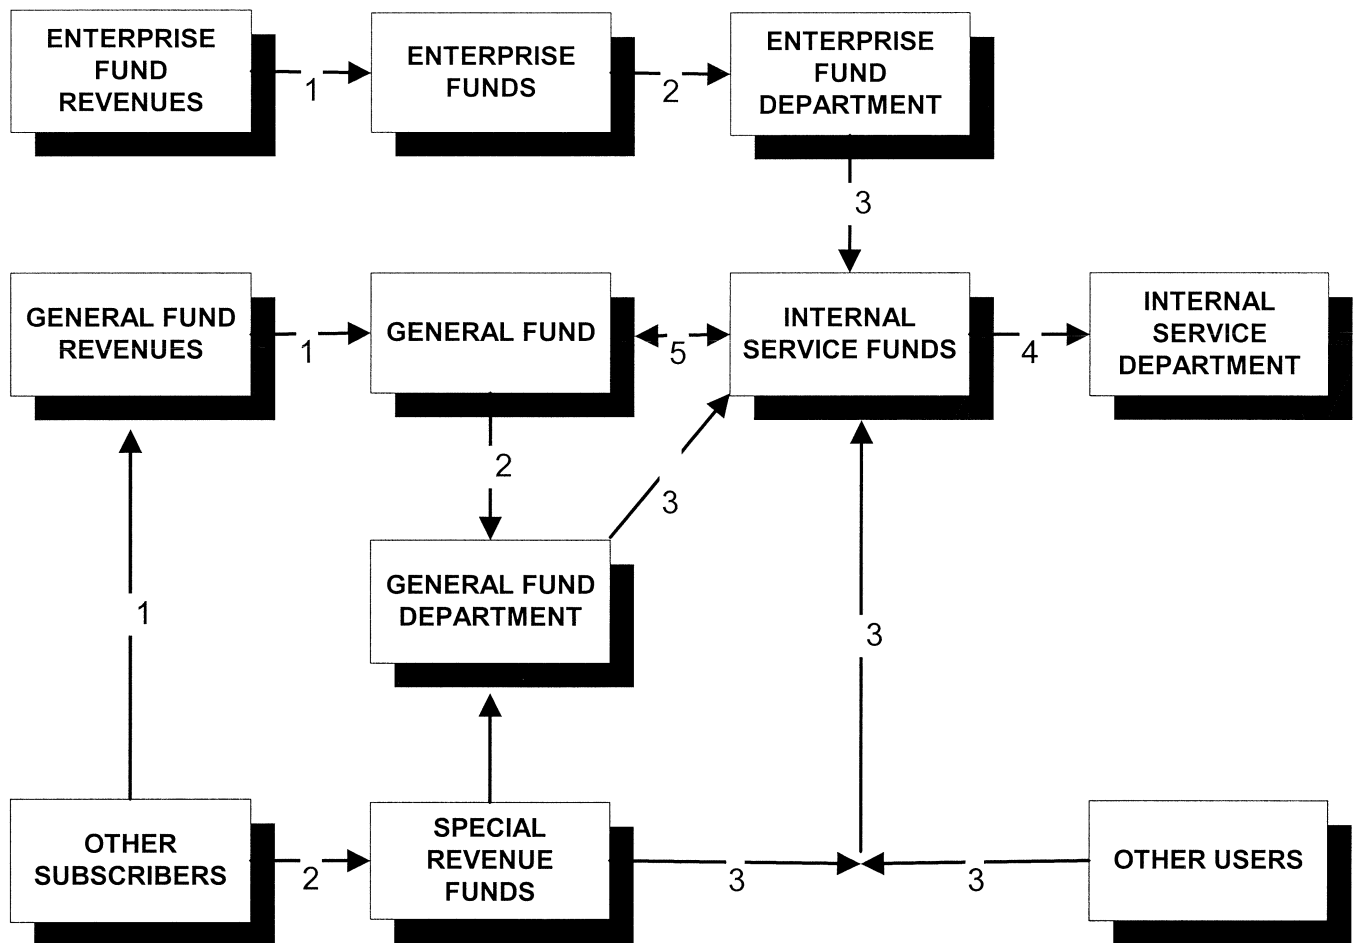 ENTERPRISE
FUND
REVENUES
1
ENTERPRISE
FUNDS
2
ENTERPRISE
FUND
DEPARTMENT
3
GENERAL FUND
REVENUES
1
GENERAL FUND
5
INTERNAL
SERVICE FUNDS
4
INTERNAL
SERVICE
DEPARTMENT
2
3
GENERAL FUND
DEPARTMENT
1
3
OTHER
SUBSCRIBERS
2
SPECIAL
REVENUE
FUNDS
3
3
OTHER USERS